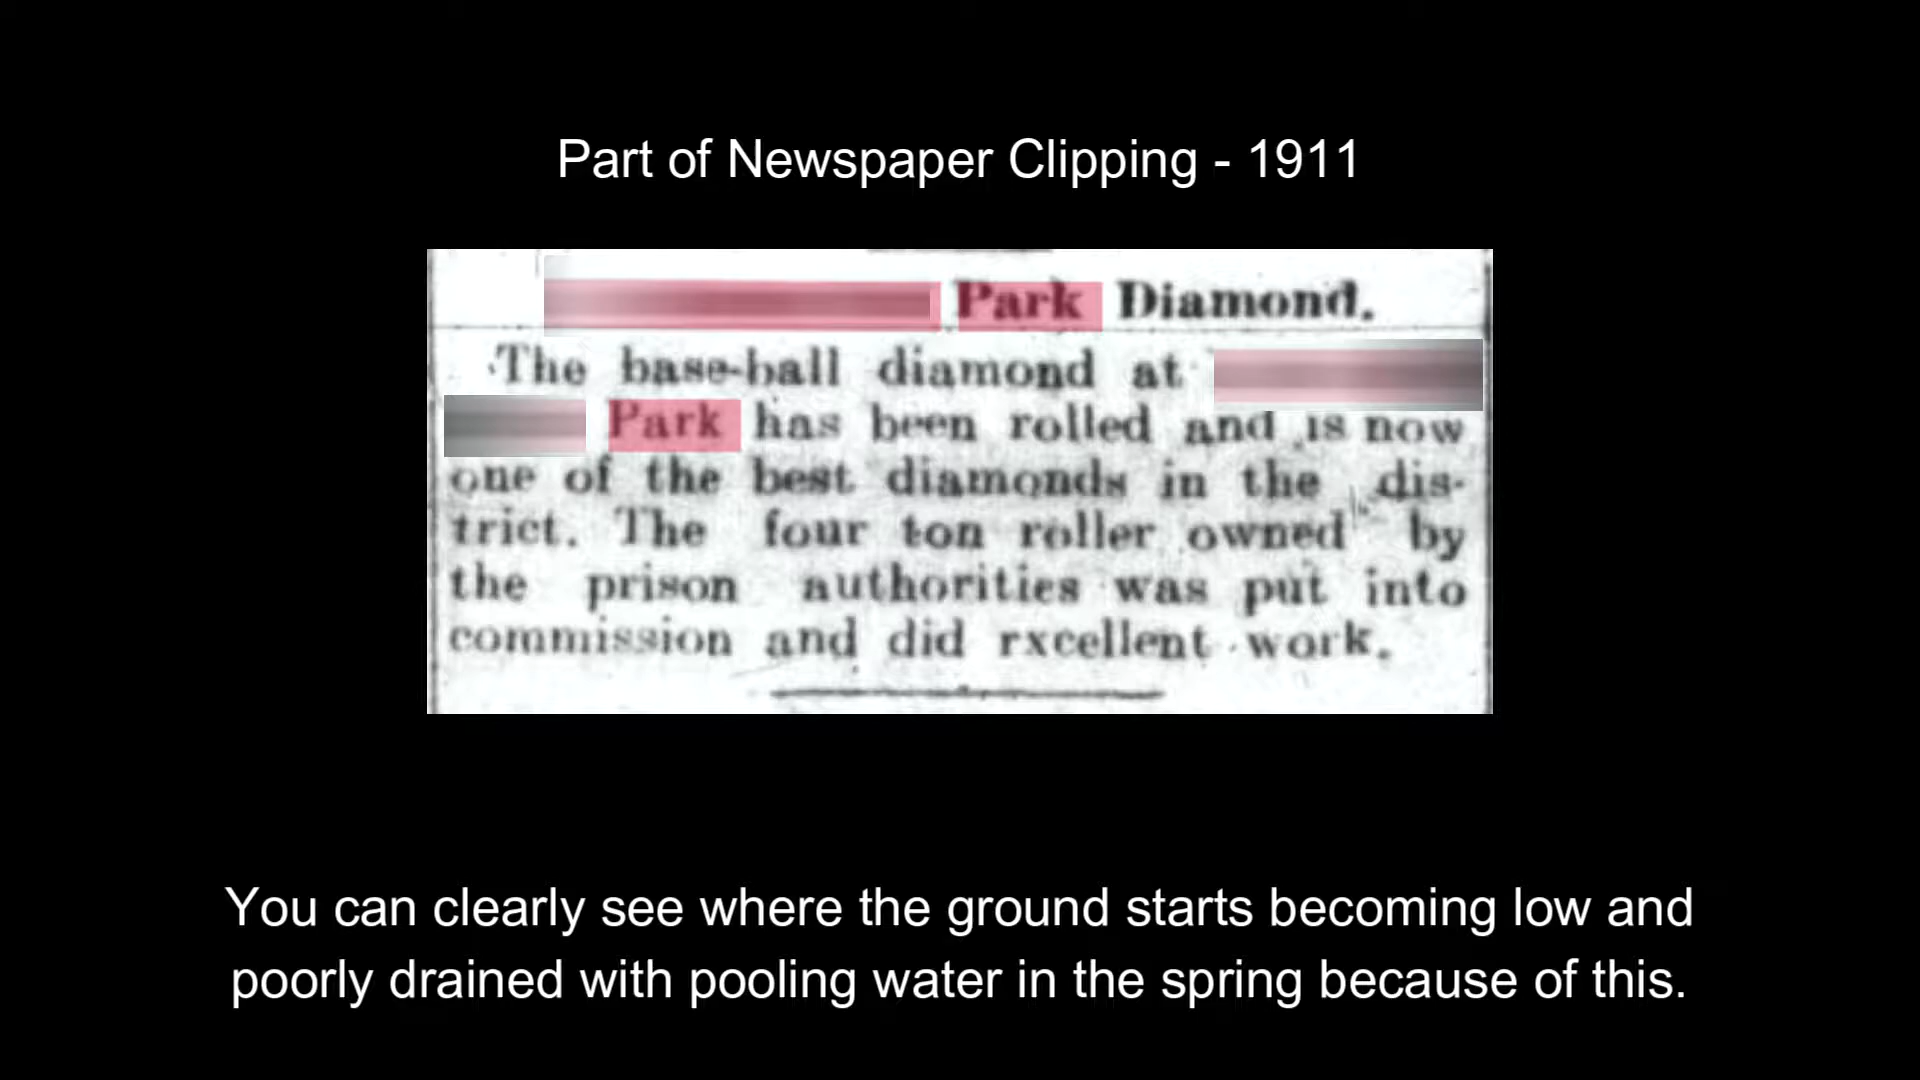 Part of Newspaper Clipping - 1911
Park Diamond.
The base-ball diamond at
Park has been rolled and is now
one of the best diamonds in the dis-
trict. The four ton roller owned by
the prison authorities was put into
commission and did rxcellent work.
You can clearly see where the ground starts becoming low and
poorly drained with pooling water in the spring because of this.